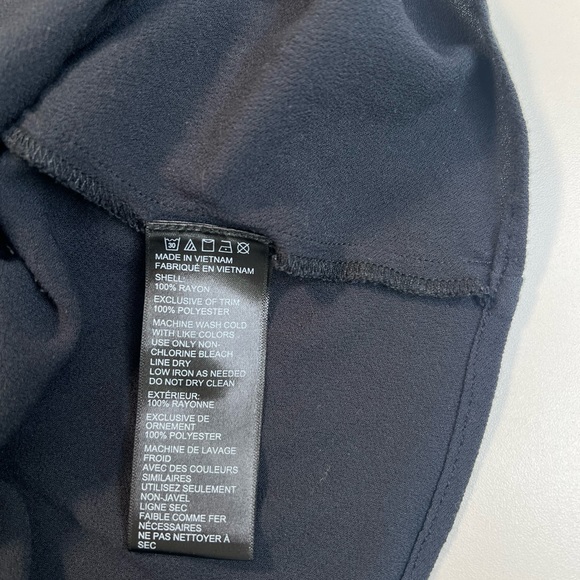 30
MADE IN VIETNAM
FABRIQUÉ EN VIETNAM
SHELL:
100% RAYON
EXCLUSIVE OF TRIM
100% POLYESTER
MACHINE WASH COLD
WITH LIKE COLORS
USE ONLY NON-
CHLORINE BLEACH
LINE DRY
LOW IRON AS NEEDED
DO NOT DRY CLEAN
EXTÉRIEUR:
100% RAYONNE
EXCLUSIVE DE
ORNEMENT
100% POLYESTER
MACHINE DE LAVAGE
FROID
AVEC DES COULEURS
SIMILAIRES
UTILISEZ SEULEMENT
NON-JAVEL
LIGNE SEC
FAIBLE COMME FER
NÉCESSAIRES
NE PAS NETTOYER À
SEC